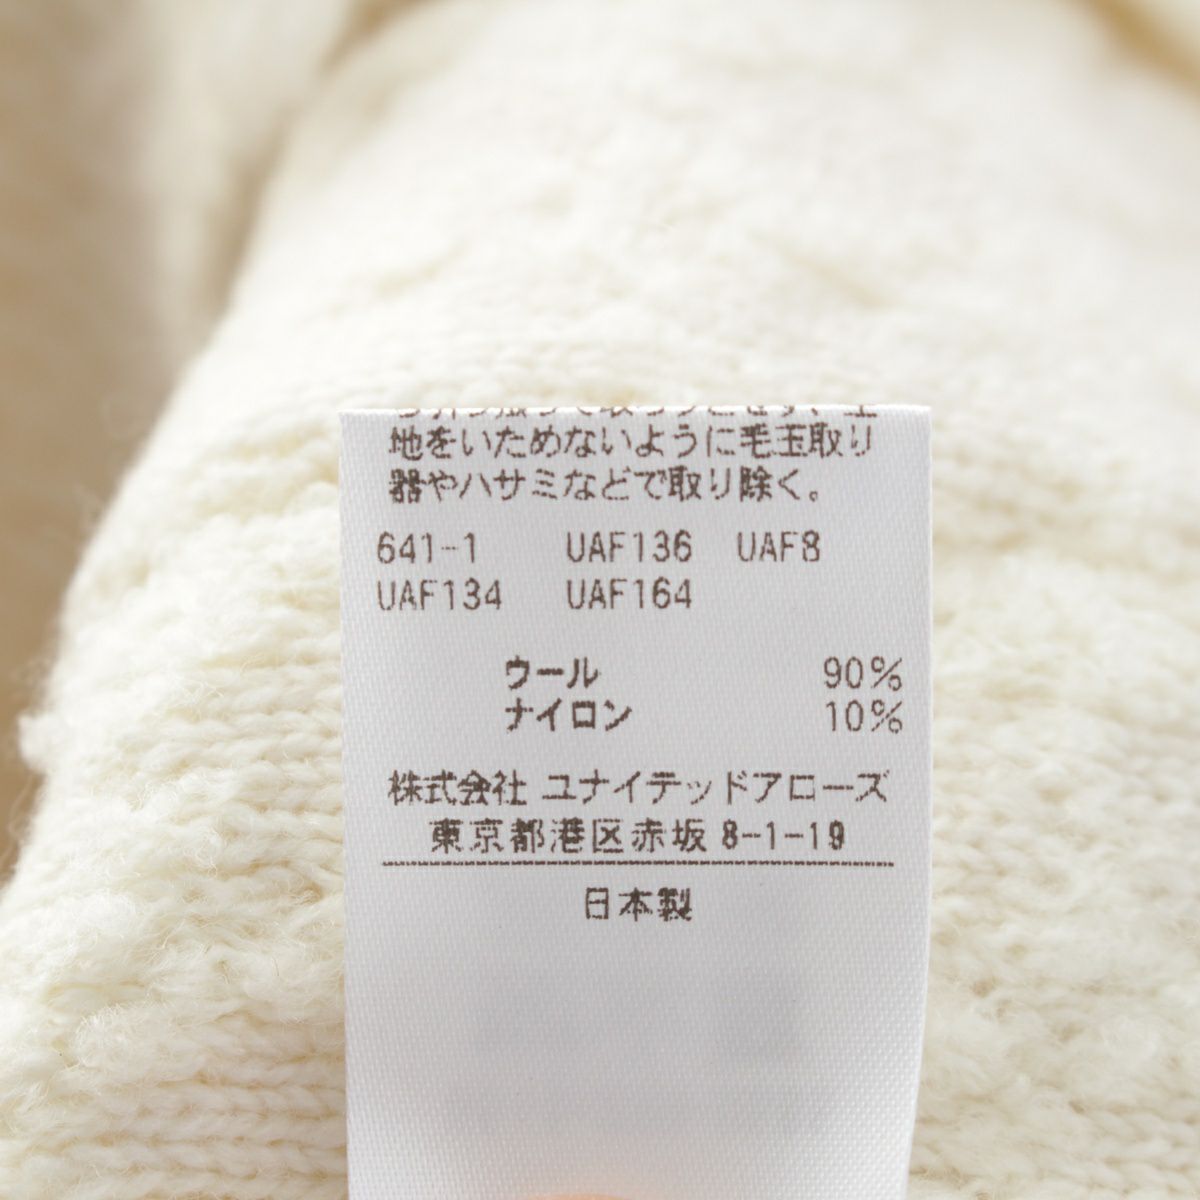 地をいためないように毛玉取り
器やハサミなどで取り除く。
641-1 UAF136 UAF8
UAF134 UAF164
ウール 90%
ナイロン 10%
株式会社 ユナイテッドアローズ
東京都港区赤坂 8-1-19
日本製